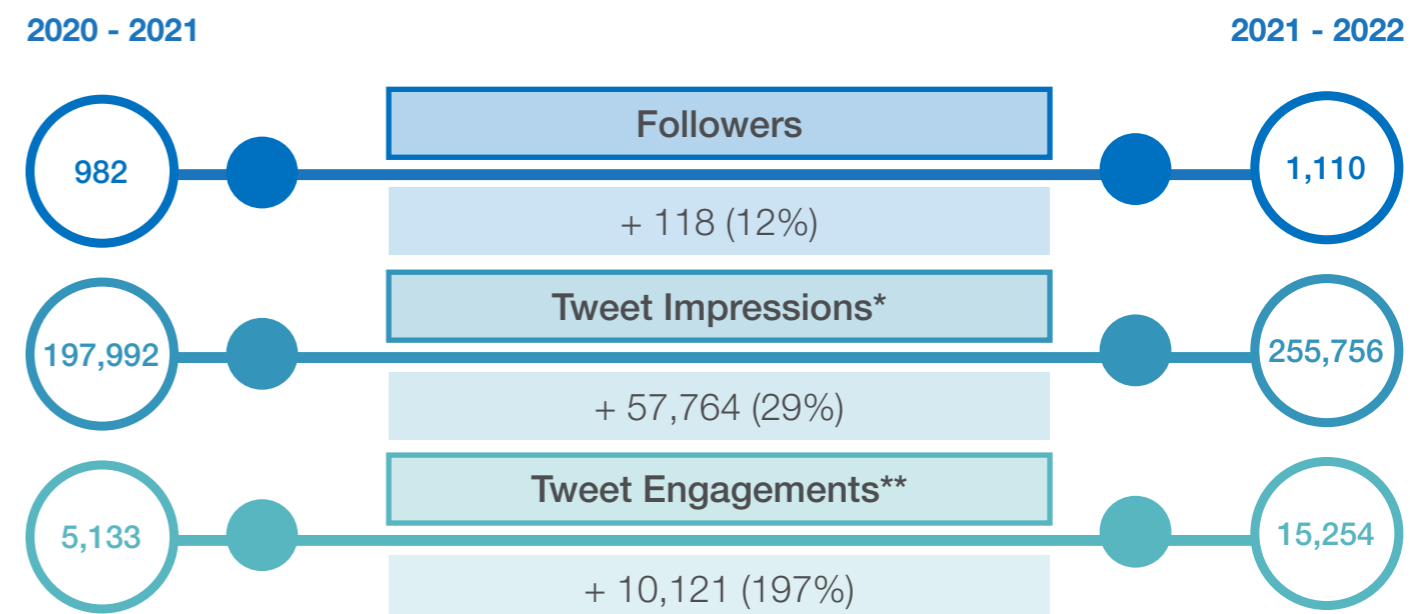 2020 - 2021 2021 - 2022
Followers
982 1,110
+ 118 (12%)
Tweet Impressions*
197,992 255,756
+ 57,764 (29%)
Tweet Engagements**
5,133 15,254
+ 10,121 (197%)